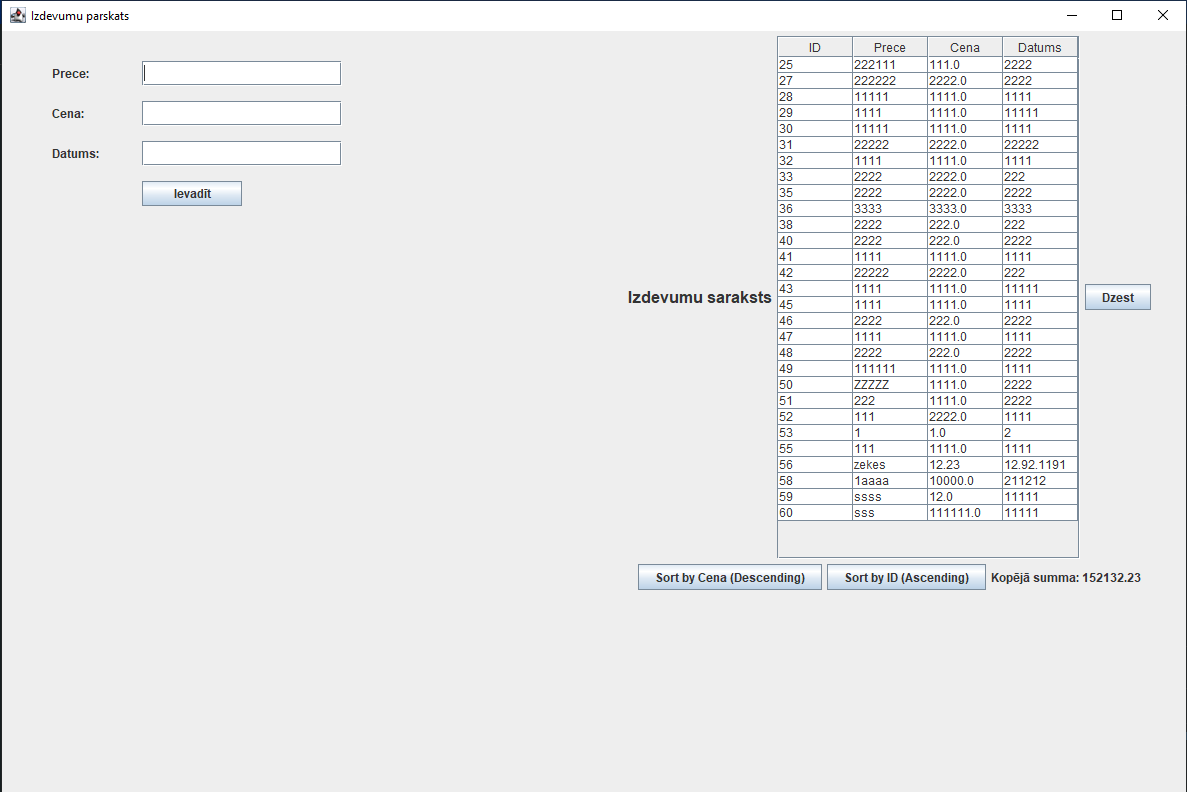 Izdevumu parskats
Prece:
Cena:
Datums:
Ievadīt
Izdevumu saraksts
ID Prece Cena Datums
25 222111 111.0 2222
27 222222 2222.0 2222
28 11111 1111.0 1111
29 1111 1111.0 11111
30 11111 1111.0 1111
31 22222 2222.0 22222
32 1111 1111.0 1111
33 2222 2222.0 222
35 2222 2222.0 2222
36 3333 3333.0 3333
38 2222 222.0 222
40 2222 222.0 2222
41 1111 1111.0 1111
42 22222 2222.0 222
43 1111 1111.0 11111
45 1111 1111.0 1111
46 2222 222.0 2222
47 1111 1111.0 1111
48 2222 222.0 2222
49 111111 1111.0 1111
50 ZZZZZ 1111.0 2222
51 222 1111.0 2222
52 111 2222.0 1111
53 1 1.0 2
55 111 1111.0 1111
56 zekes 12.23 12.92.1191
58 1aaaa 10000.0 211212
59 ssss 12.0 11111
60 sss 111111.0 11111
Dzest
Sort by Cena (Descending)
Sort by ID (Ascending)
Kopējā summa: 152132.23